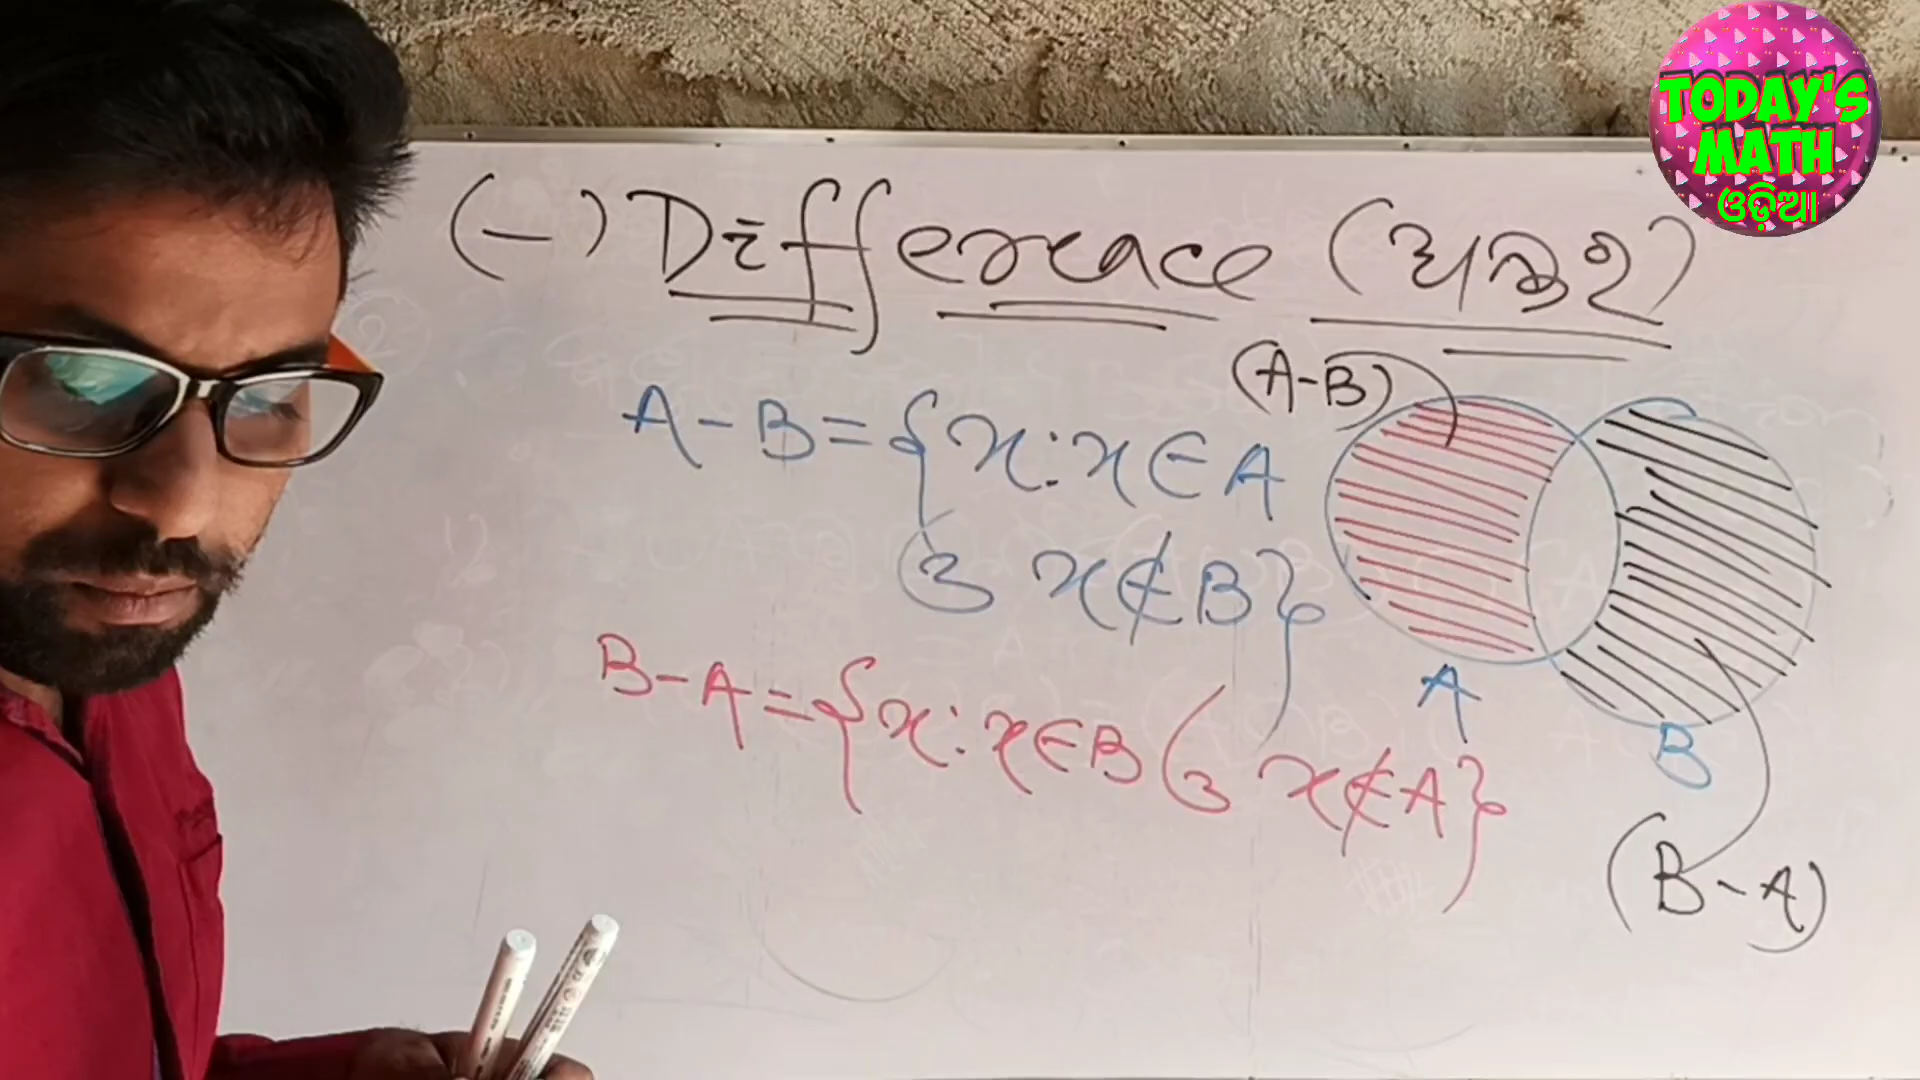 (−) Difference (ଅନ୍ତର)
(A-B)
A - B = {x : x ∈ A
ଓ x ∉ B}
B - A = {x : x ∈ B ଓ x ∉ A}
A
B
(B - A)
TODAY'S
MATH
ଓଡ଼ିଆ